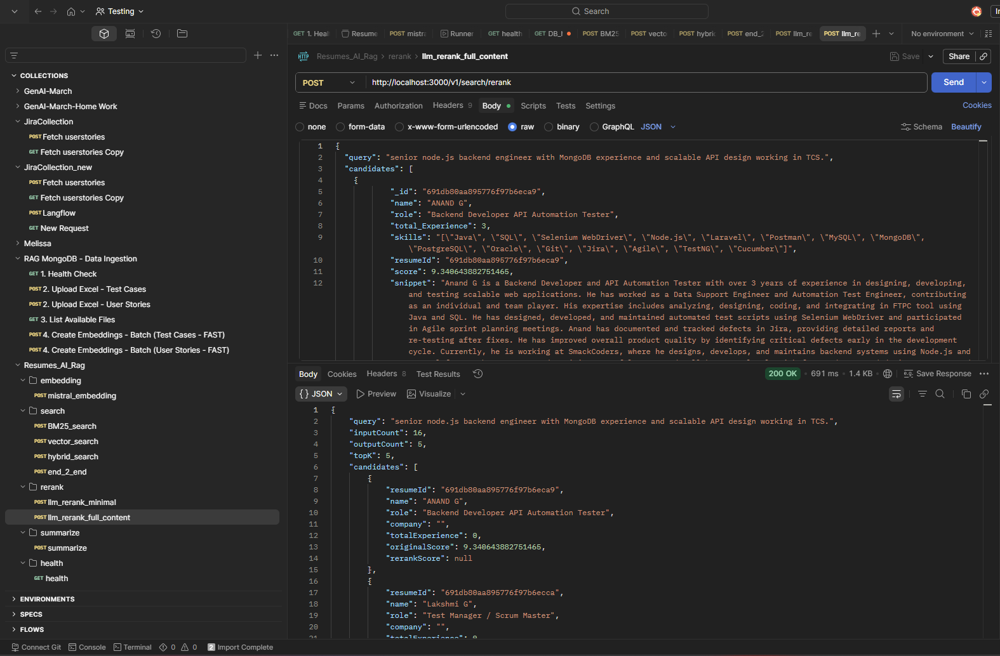 Testing
Search
In
GET 1. Heal
Resume
POST mistra
Runner
GET health
GET DB_I
POST BM25
POST vecto
POST hybric
POST end_2
POST llm_re
POST llm_re
No environment
COLLECTIONS
GenAI-March
GenAI-March-Home Work
JiraCollection
POST Fetch userstories
GET Fetch userstories Copy
JiraCollection_new
POST Fetch userstories
GET Fetch userstories Copy
POST Langflow
GET New Request
Melissa
RAG MongoDB - Data Ingestion
GET 1. Health Check
POST 2. Upload Excel - Test Cases
POST 2. Upload Excel - User Stories
GET 3. List Available Files
POST 4. Create Embeddings - Batch (Test Cases - FAST)
POST 4. Create Embeddings - Batch (User Stories - FAST)
Resumes_AI_Rag
embedding
POST mistral_embedding
search
POST BM25_search
POST vector_search
POST hybrid_search
POST end_2_end
rerank
POST llm_rerank_minimal
POST llm_rerank_full_content
summarize
POST summarize
health
GET health
ENVIRONMENTS
SPECS
FLOWS
HTTP Resumes_AI_Rag > rerank > llm_rerank_full_content
Save
Share
POST http://localhost:3000/v1/search/rerank
Send
Docs Params Authorization Headers 9 Body Scripts Tests Settings
Cookies
none form-data x-www-form-urlencoded raw binary GraphQL JSON
Schema Beautify
1 {
2 "query": "senior node.js backend engineer with MongoDB experience and scalable API design working in TCS.",
3 "candidates": [
4 {
5 "_id": "691db80aa895776f97b6eca9",
6 "name": "ANAND G",
7 "role": "Backend Developer API Automation Tester",
8 "total_Experience": 3,
9 "skills": "[\"Java\", \"SQL\", \"Selenium WebDriver\", \"Node.js\", \"Laravel\", \"Postman\", \"MySQL\", \"MongoDB\",
\"PostgreSQL\", \"Oracle\", \"Git\", \"Jira\", \"Agile\", \"TestNG\", \"Cucumber\"]",
10 "resumeId": "691db80aa895776f97b6eca9",
11 "score": 9.340643882751465,
12 "snippet": "Anand G is a Backend Developer and API Automation Tester with over 3 years of experience in designing, developing,
and testing scalable web applications. He has worked as a Data Support Engineer and Automation Test Engineer, contributing
as an individual and team player. His expertise includes analyzing, designing, coding, and integrating in FTPC tool using
Java and SQL. He has designed, developed, and maintained automated test scripts using Selenium WebDriver and participated
in Agile sprint planning meetings. Anand has documented and tracked defects in Jira, providing detailed reports and
re-testing after fixes. He has improved overall product quality by identifying critical defects early in the development
cycle. Currently, he is working at SmackCoders, where he designs, develops, and maintains backend systems using Node.js and
Body Cookies Headers 8 Test Results
200 OK • 691 ms • 1.4 KB • e.g. Save Response
{} JSON Preview Visualize
1 {
2 "query": "senior node.js backend engineer with MongoDB experience and scalable API design working in TCS.",
3 "inputCount": 16,
4 "outputCount": 5,
5 "topK": 5,
6 "candidates": [
7 {
8 "resumeId": "691db80aa895776f97b6eca9",
9 "name": "ANAND G",
10 "role": "Backend Developer API Automation Tester",
11 "company": "",
12 "totalExperience": 0,
13 "originalScore": 9.340643882751465,
14 "rerankScore": null
15 },
16 {
17 "resumeId": "691db80aa895776f97b6ecca",
18 "name": "Lakshmi G",
19 "role": "Test Manager / Scrum Master",
20 "company": "",
21 "totalExperience": 0
Connect Git Console Terminal 0 0 2 Import Complete